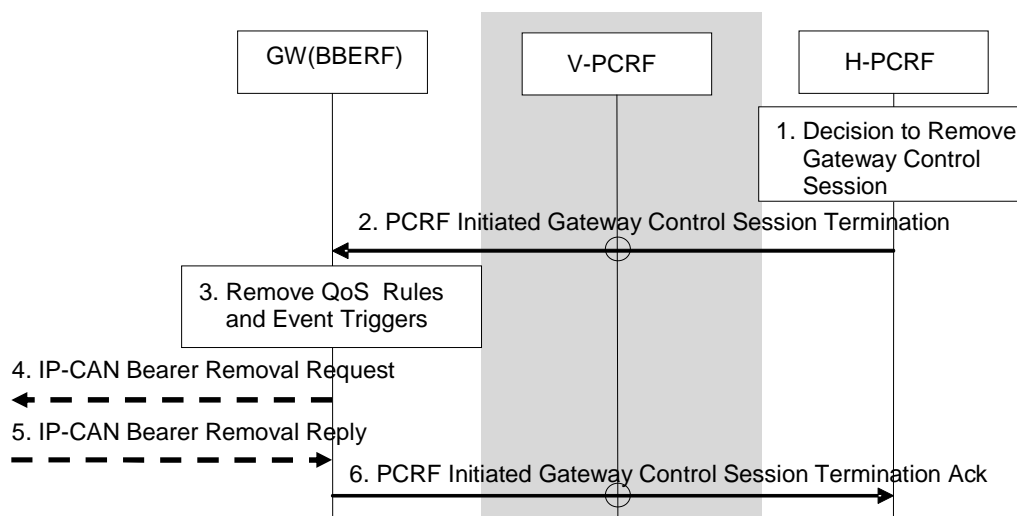 GW(BBERF)
V-PCRF
H-PCRF
1. Decision to Remove
Gateway Control
Session
2. PCRF Initiated Gateway Control Session Termination
3. Remove QoS Rules
and Event Triggers
4. IP-CAN Bearer Removal Request
5. IP-CAN Bearer Removal Reply
6. PCRF Initiated Gateway Control Session Termination Ack